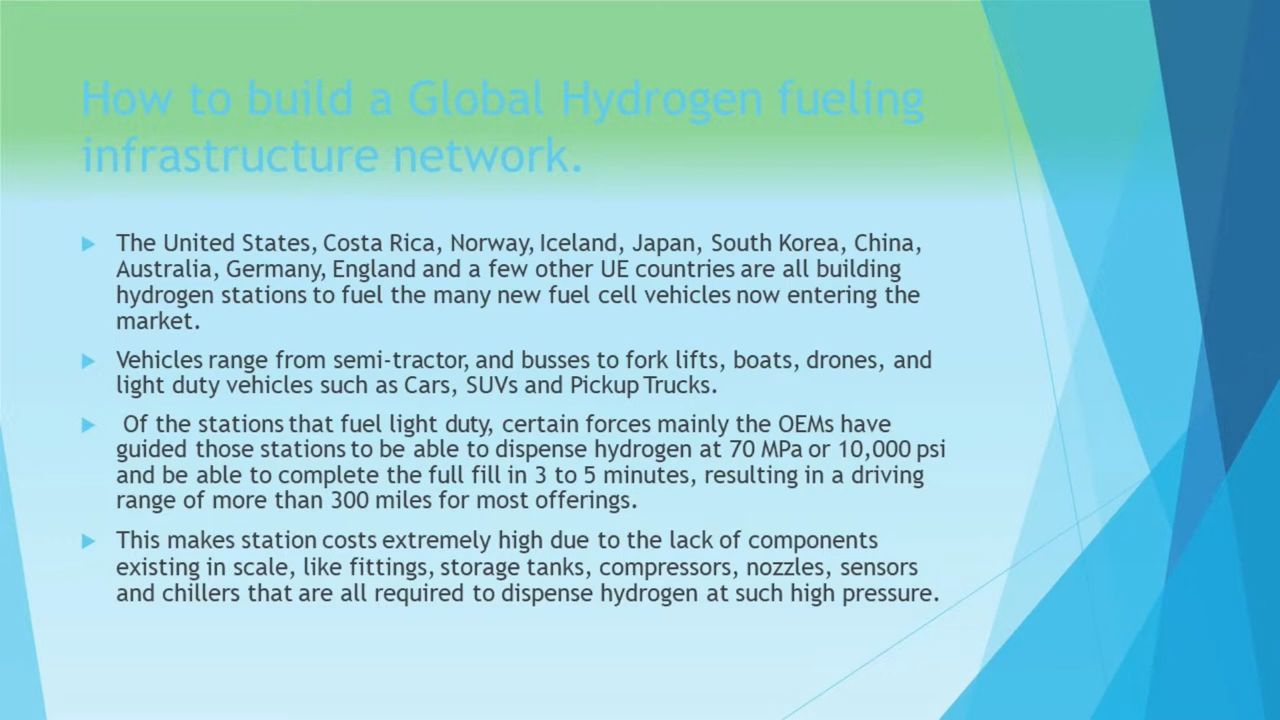 How to build a Global Hydrogen fueling
infrastructure network.
The United States, Costa Rica, Norway, Iceland, Japan, South Korea, China,
Australia, Germany, England and a few other UE countries are all building
hydrogen stations to fuel the many new fuel cell vehicles now entering the
market.
Vehicles range from semi-tractor, and busses to fork lifts, boats, drones, and
light duty vehicles such as Cars, SUVs and Pickup Trucks.
Of the stations that fuel light duty, certain forces mainly the OEMs have
guided those stations to be able to dispense hydrogen at 70 MPa or 10,000 psi
and be able to complete the full fill in 3 to 5 minutes, resulting in a driving
range of more than 300 miles for most offerings.
This makes station costs extremely high due to the lack of components
existing in scale, like fittings, storage tanks, compressors, nozzles, sensors
and chillers that are all required to dispense hydrogen at such high pressure.